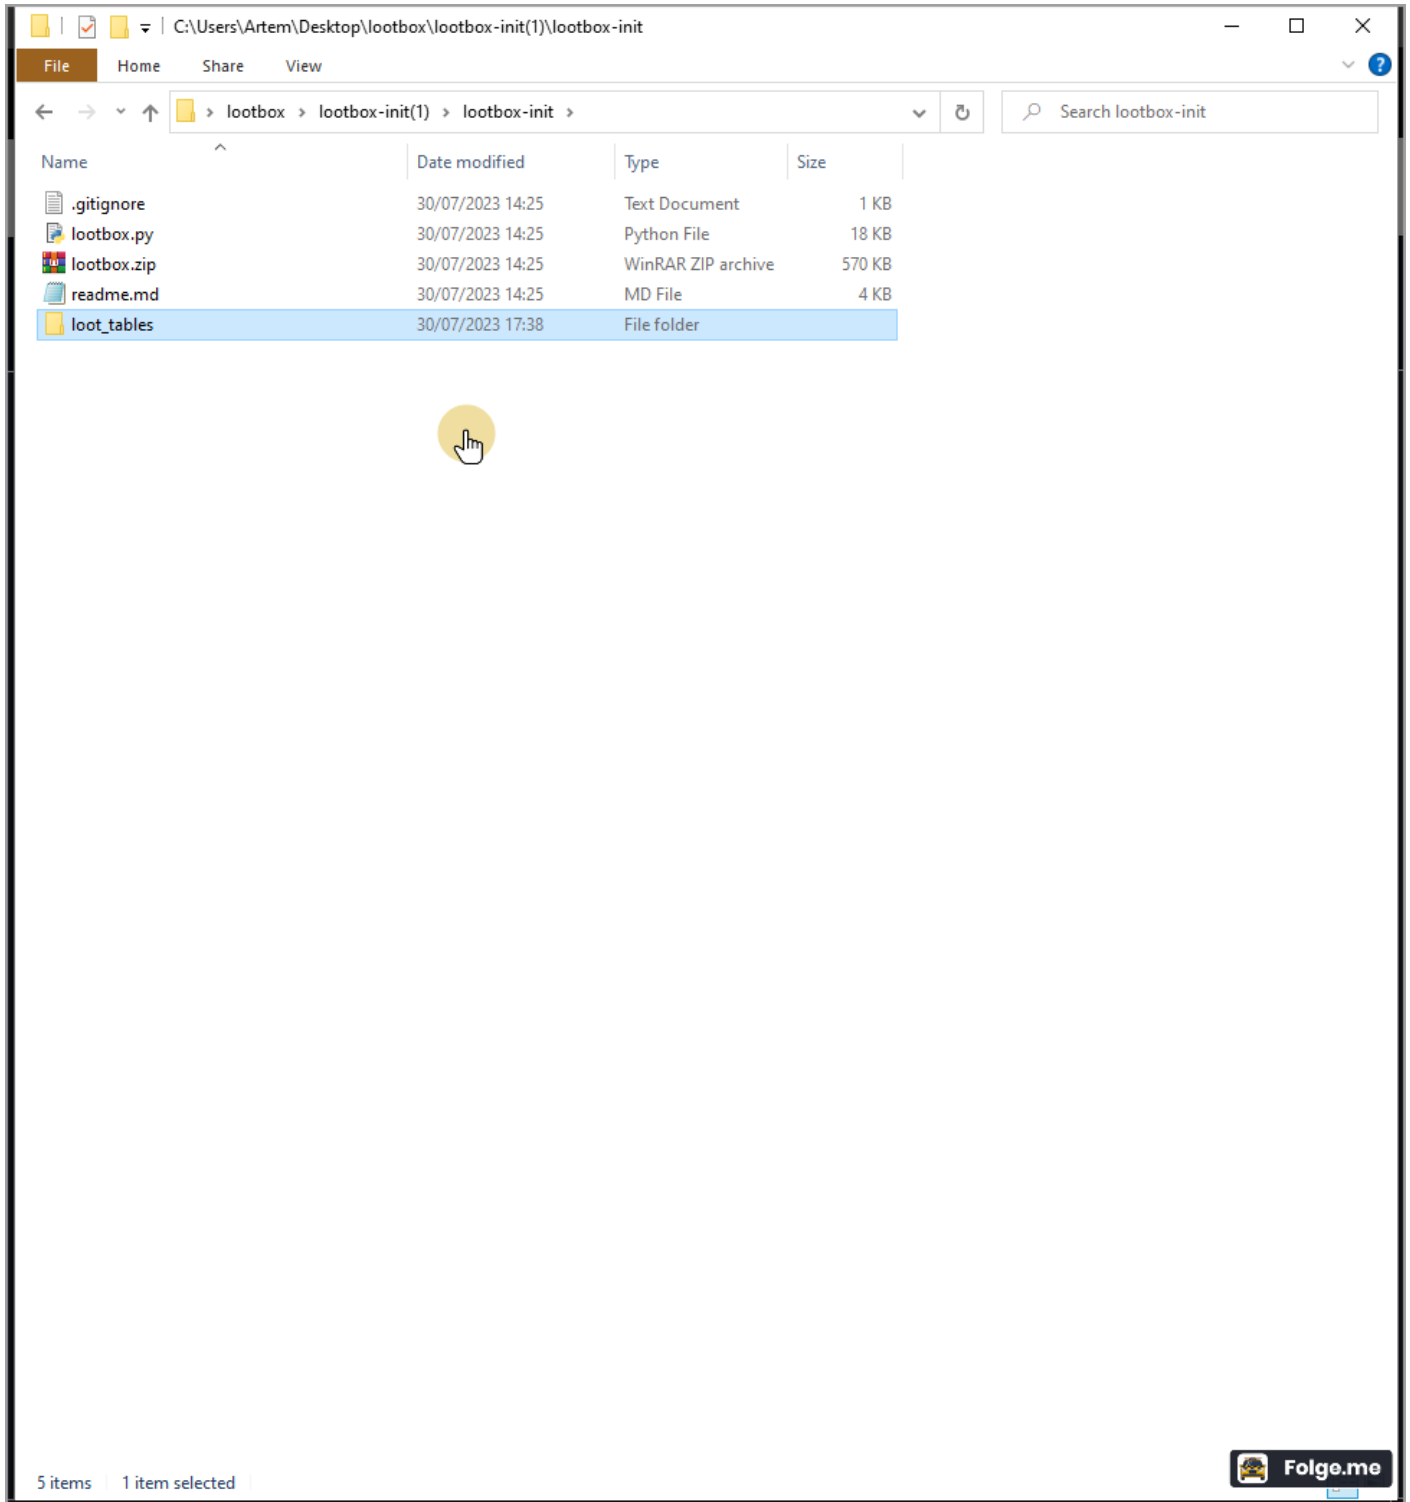 C:\Users\Artem\Desktop\lootbox\lootbox-init(1)\lootbox-init
File Home Share View
lootbox lootbox-init(1) lootbox-init Search lootbox-init
Name Date modified Type Size
.gitignore 30/07/2023 14:25 Text Document 1 KB
lootbox.py 30/07/2023 14:25 Python File 18 KB
lootbox.zip 30/07/2023 14:25 WinRAR ZIP archive 570 KB
readme.md 30/07/2023 14:25 MD File 4 KB
loot_tables 30/07/2023 17:38 File folder
5 items 1 item selected
Folge.me